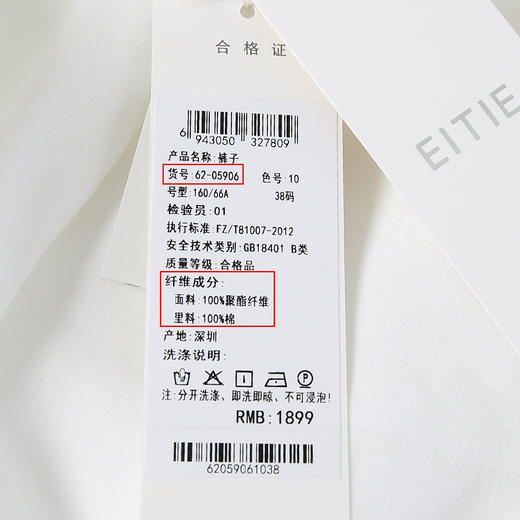 合格证
EITIE
6 943050 327809
产品名称:裤子
货号:62-05906 色号:10
号型:160/66A 38码
检验员:01
执行标准:FZ/T81007-2012
安全技术类别:GB18401 B类
质量等级:合格品
纤维成分:
面料:100%聚酯纤维
里料:100%棉
产地:深圳
洗涤说明:
注:分开洗涤、即洗即晾、不可浸泡!
RMB:1899
62059061038